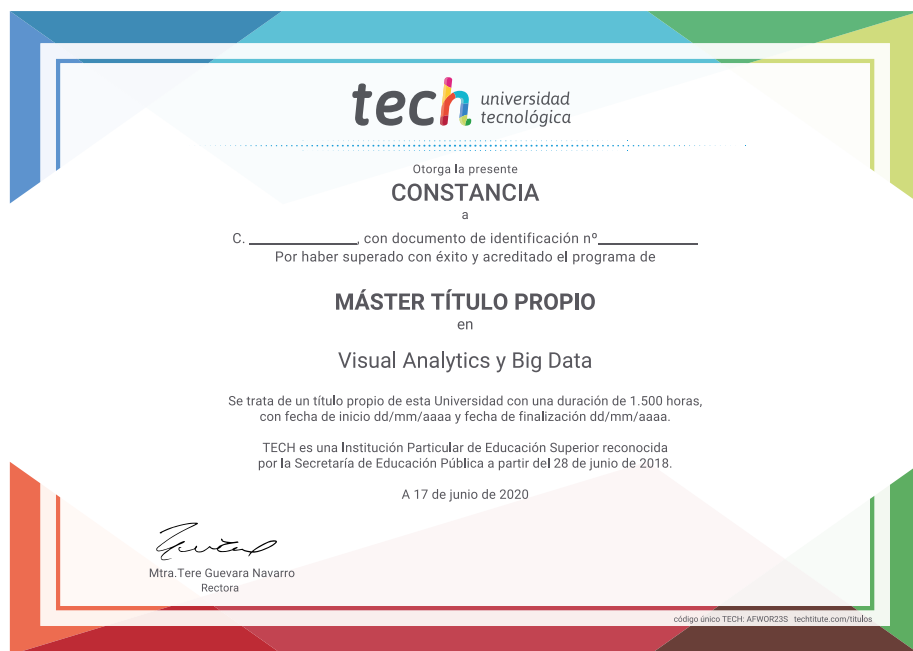 tech universidad
tecnológica
Otorga la presente
CONSTANCIA
a
C. ______________, con documento de identificación nº_____________
Por haber superado con éxito y acreditado el programa de
MÁSTER TÍTULO PROPIO
en
Visual Analytics y Big Data
Se trata de un título propio de esta Universidad con una duración de 1.500 horas,
con fecha de inicio dd/mm/aaaa y fecha de finalización dd/mm/aaaa.
TECH es una Institución Particular de Educación Superior reconocida
por la Secretaría de Educación Pública a partir del 28 de junio de 2018.
A 17 de junio de 2020
Mtra.Tere Guevara Navarro
Rectora
código único TECH: AFWOR23S techtitute.com/titulos